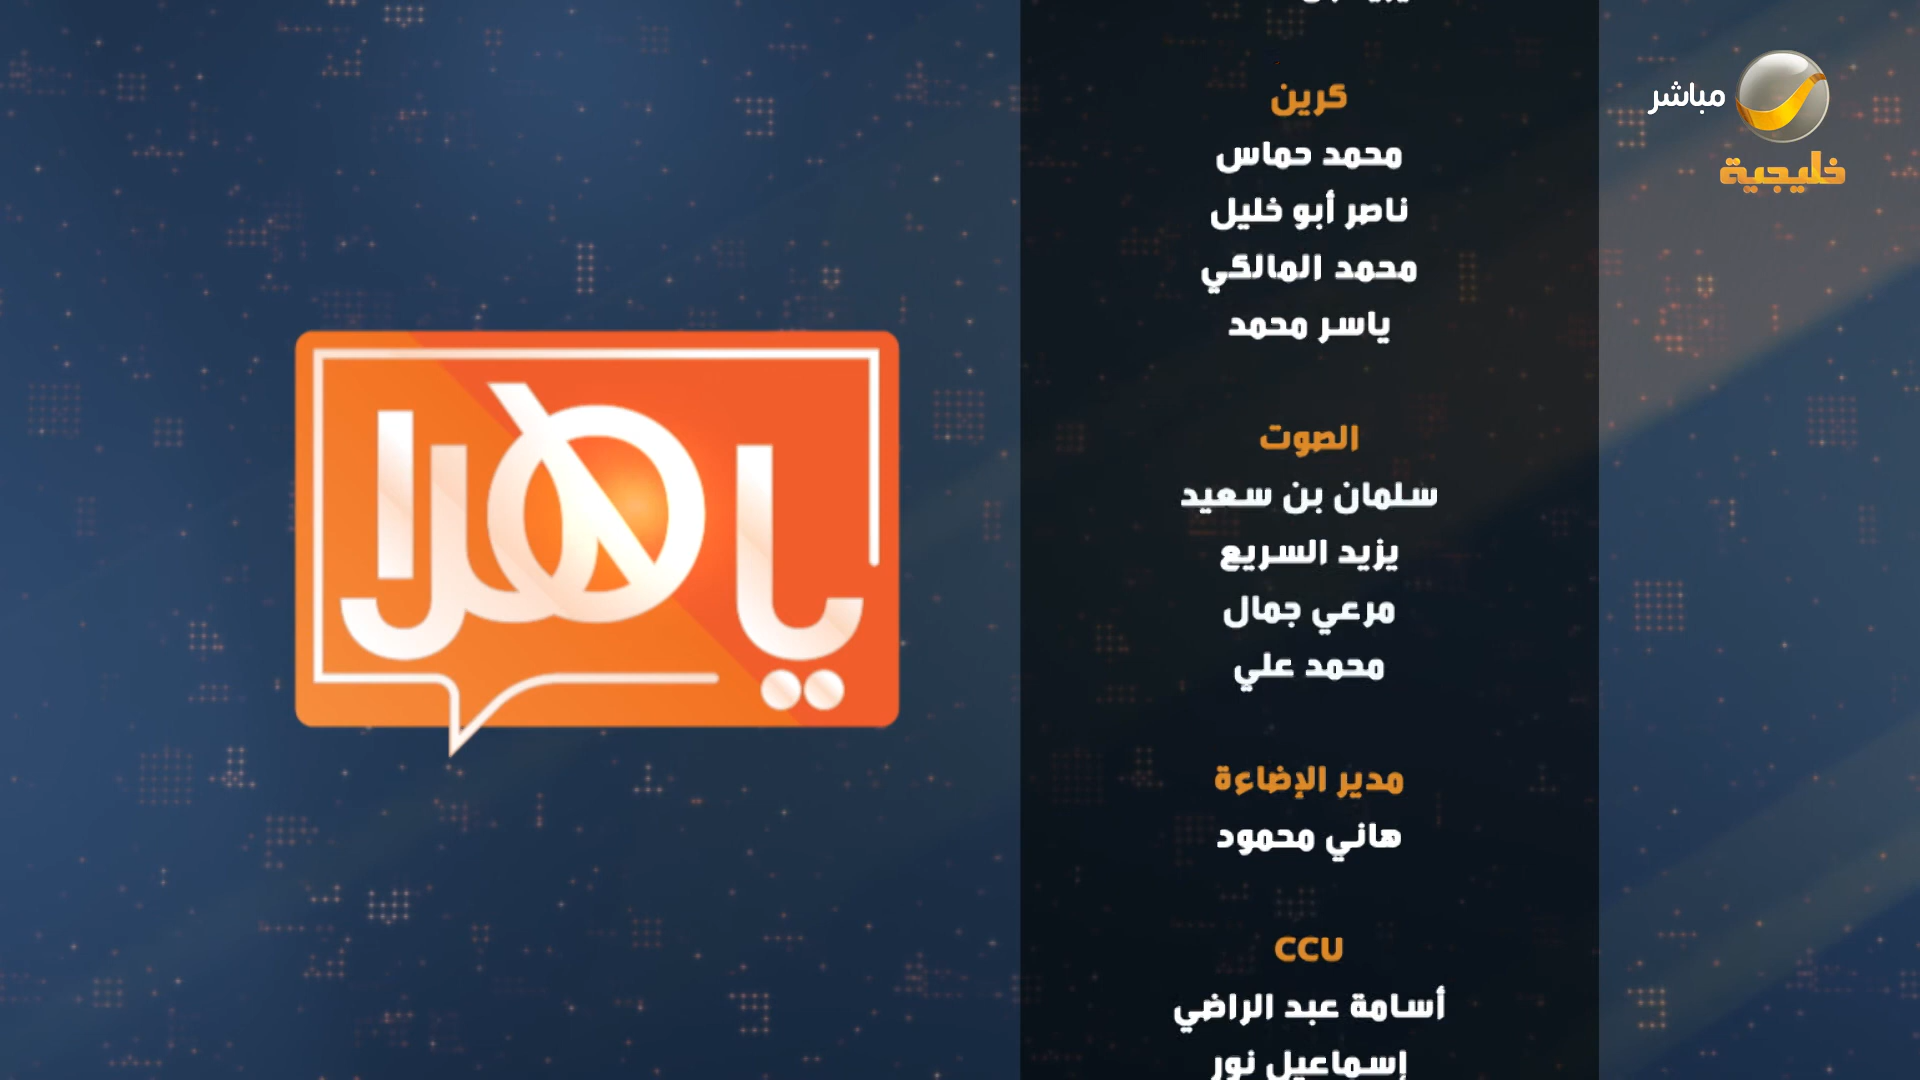 مباشر
خليجية
يا هلا
كرين
محمد حماس
ناصر أبو خليل
محمد المالكي
ياسر محمد
الصوت
سلمان بن سعيد
يزيد السريع
مرعي جمال
محمد علي
مدير الإضاءة
هاني محمود
CCU
أسامة عبد الراضي
إسماعيل نور